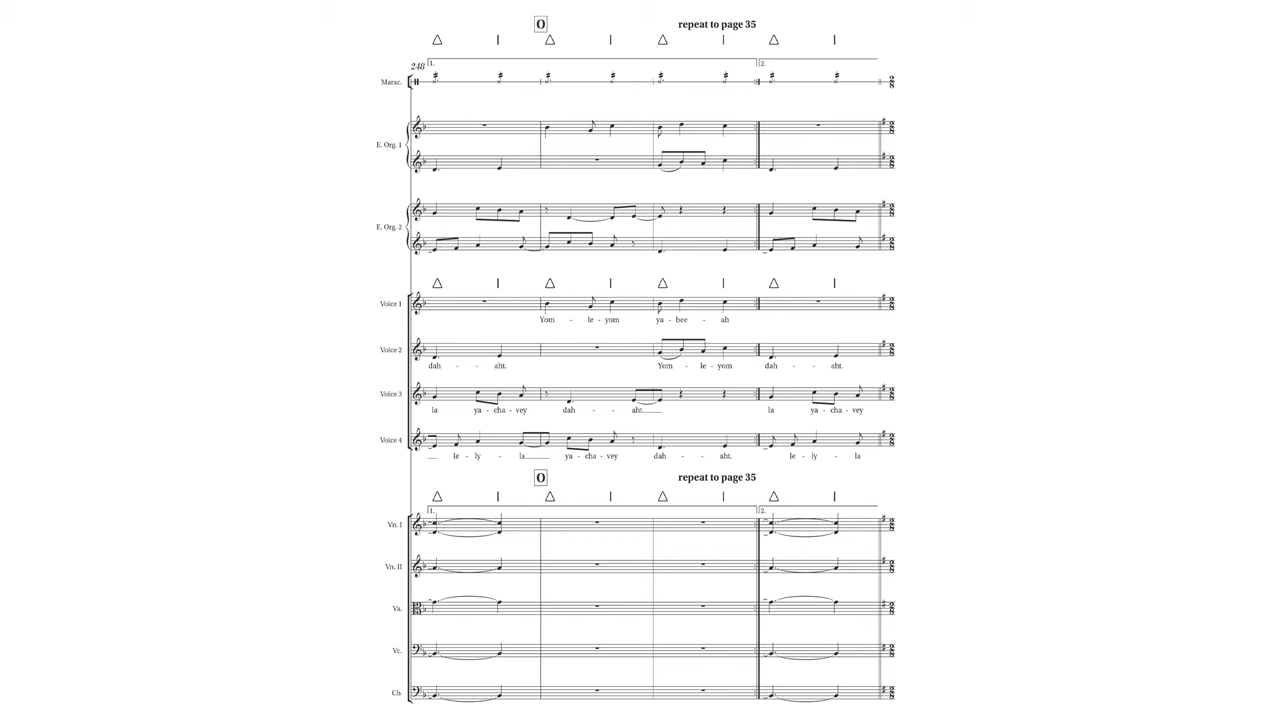 O repeat to page 35
248 1. 2.
Marac.
E. Org. 1
E. Org. 2
Voice 1
Yom - le - yom ya - bee - ah
Voice 2
dah - - aht. Yom - le - yom dah - - aht.
Voice 3
la ya - cha - vey dah - - aht. la ya - cha - vey
Voice 4
le - ly - la ya - cha - vey dah - - aht. le - ly - la
O repeat to page 35
1. 2.
Vn. I
Vn. II
Va.
Vc.
Cb.